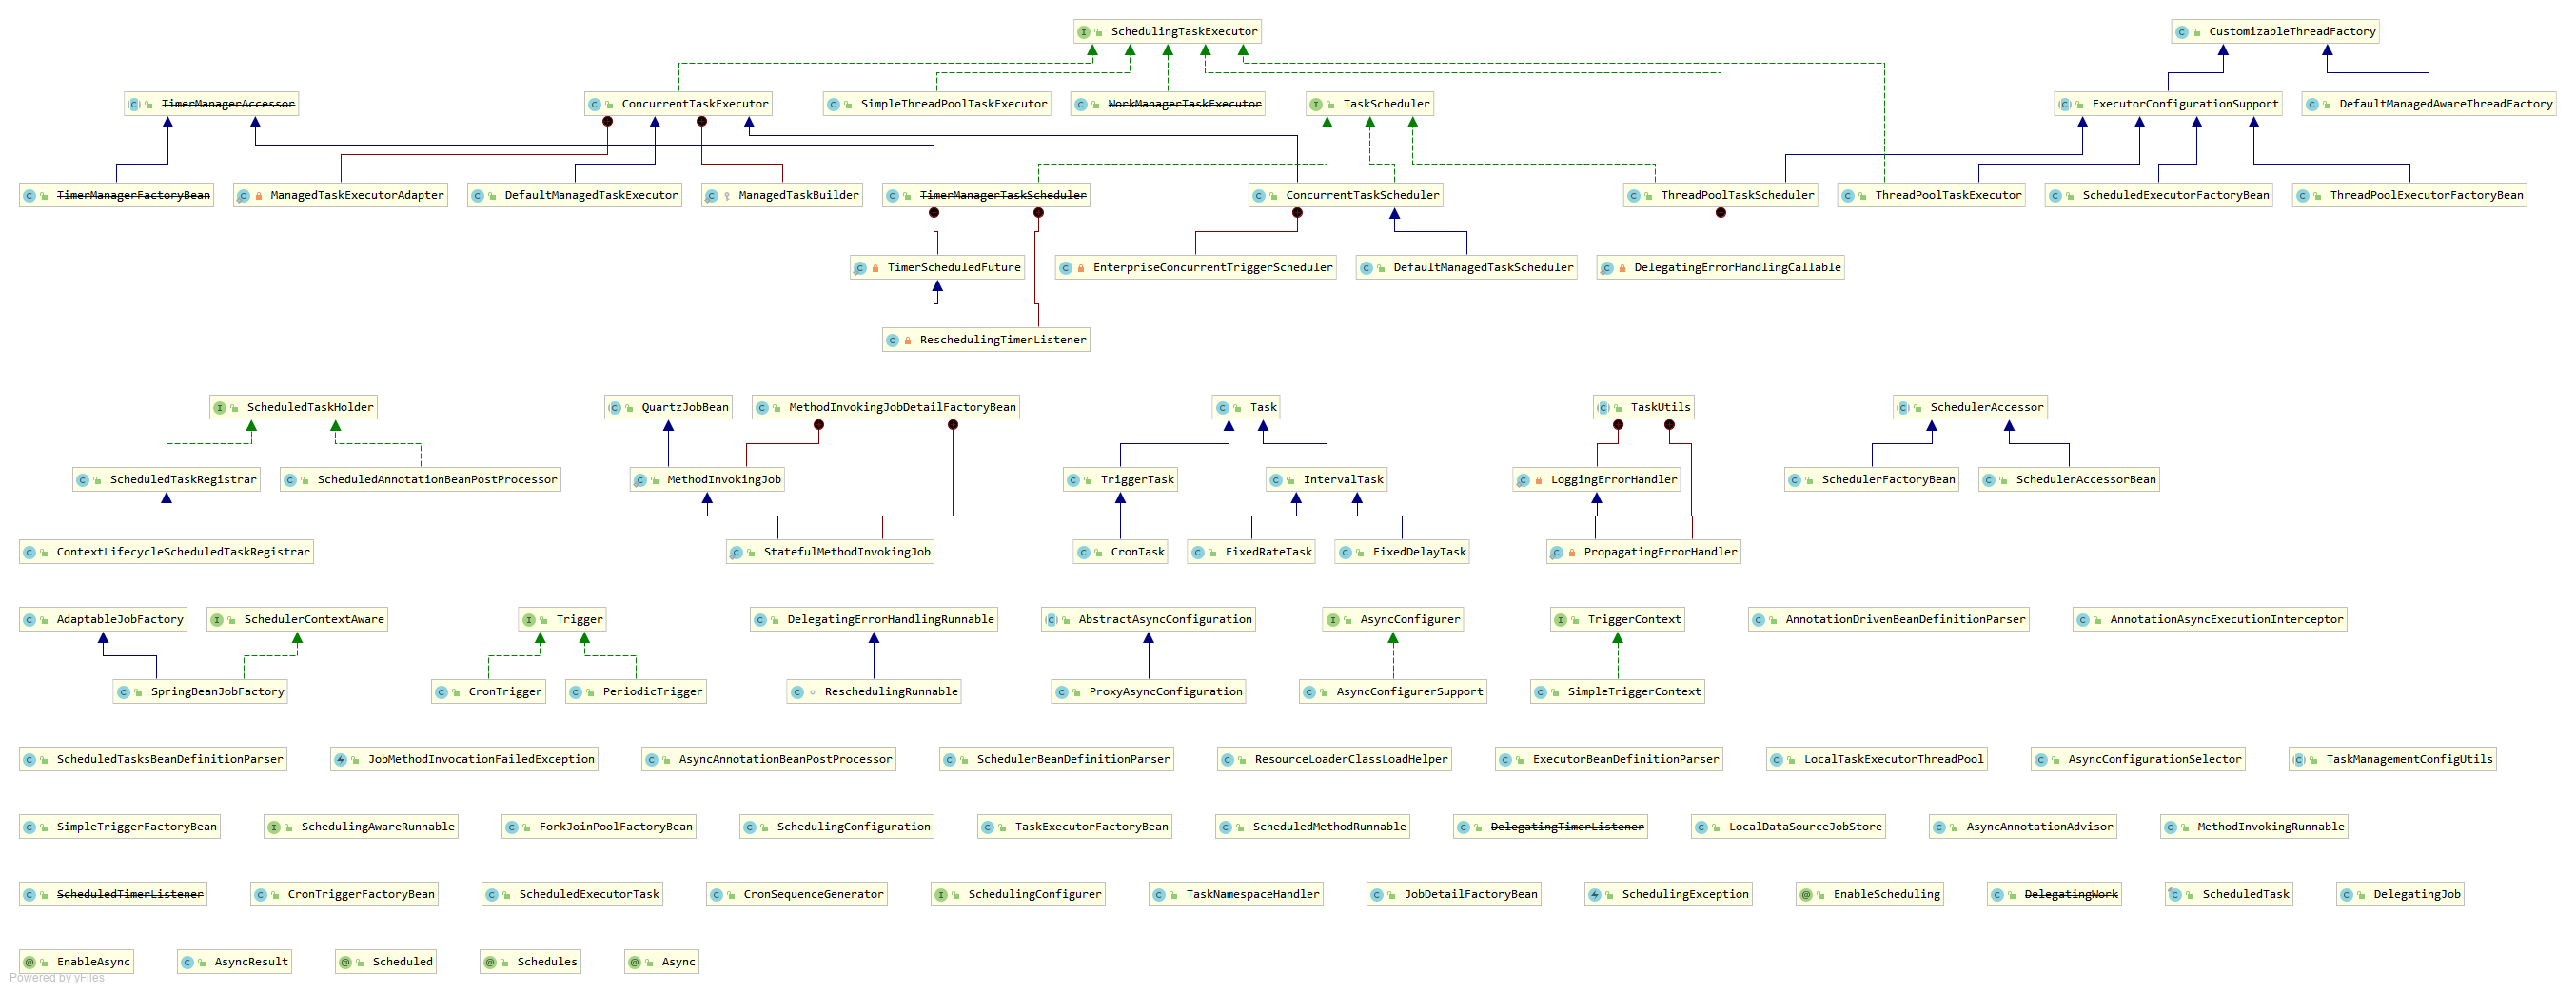 SchedulingTaskExecutor
CustomizableThreadFactory
TimerManagerAccessor
ConcurrentTaskExecutor
SimpleThreadPoolTaskExecutor
WorkManagerTaskExecutor
TaskScheduler
ExecutorConfigurationSupport
DefaultManagedAwareThreadFactory
TimerManagerFactoryBean
ManagedTaskExecutorAdapter
DefaultManagedTaskExecutor
ManagedTaskBuilder
TimerManagerTaskScheduler
ConcurrentTaskScheduler
ThreadPoolTaskScheduler
ThreadPoolTaskExecutor
ScheduledExecutorFactoryBean
ThreadPoolExecutorFactoryBean
TimerScheduledFuture
EnterpriseConcurrentTriggerScheduler
DefaultManagedTaskScheduler
DelegatingErrorHandlingCallable
ReschedulingTimerListener
ScheduledTaskHolder
QuartzJobBean
MethodInvokingJobDetailFactoryBean
Task
TaskUtils
SchedulerAccessor
ScheduledTaskRegistrar
ScheduledAnnotationBeanPostProcessor
MethodInvokingJob
TriggerTask
IntervalTask
LoggingErrorHandler
SchedulerFactoryBean
SchedulerAccessorBean
ContextLifecycleScheduledTaskRegistrar
StatefulMethodInvokingJob
CronTask
FixedRateTask
FixedDelayTask
PropagatingErrorHandler
AdaptableJobFactory
SchedulerContextAware
Trigger
DelegatingErrorHandlingRunnable
AbstractAsyncConfiguration
AsyncConfigurer
TriggerContext
AnnotationDrivenBeanDefinitionParser
AnnotationAsyncExecutionInterceptor
SpringBeanJobFactory
CronTrigger
PeriodicTrigger
ReschedulingRunnable
ProxyAsyncConfiguration
AsyncConfigurerSupport
SimpleTriggerContext
ScheduledTasksBeanDefinitionParser
JobMethodInvocationFailedException
AsyncAnnotationBeanPostProcessor
SchedulerBeanDefinitionParser
ResourceLoaderClassLoadHelper
ExecutorBeanDefinitionParser
LocalTaskExecutorThreadPool
AsyncConfigurationSelector
TaskManagementConfigUtils
SimpleTriggerFactoryBean
SchedulingAwareRunnable
ForkJoinPoolFactoryBean
SchedulingConfiguration
TaskExecutorFactoryBean
ScheduledMethodRunnable
DelegatingTimerListener
LocalDataSourceJobStore
AsyncAnnotationAdvisor
MethodInvokingRunnable
ScheduledTimerListener
CronTriggerFactoryBean
ScheduledExecutorTask
CronSequenceGenerator
SchedulingConfigurer
TaskNamespaceHandler
JobDetailFactoryBean
SchedulingException
EnableScheduling
DelegatingWork
ScheduledTask
DelegatingJob
EnableAsync
AsyncResult
Scheduled
Schedules
Async
Powered by yFiles